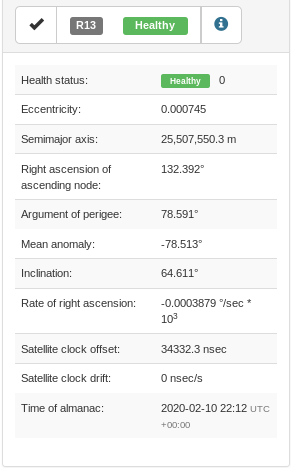 R13 Healthy
Health status: Healthy 0
Eccentricity: 0.000745
Semimajor axis: 25,507,550.3 m
Right ascension of
ascending node: 132.392°
Argument of perigee: 78.591°
Mean anomaly: -78.513°
Inclination: 64.611°
Rate of right ascension: -0.0003879 °/sec *
10³
Satellite clock offset: 34332.3 nsec
Satellite clock drift: 0 nsec/s
Time of almanac: 2020-02-10 22:12 UTC
+00:00